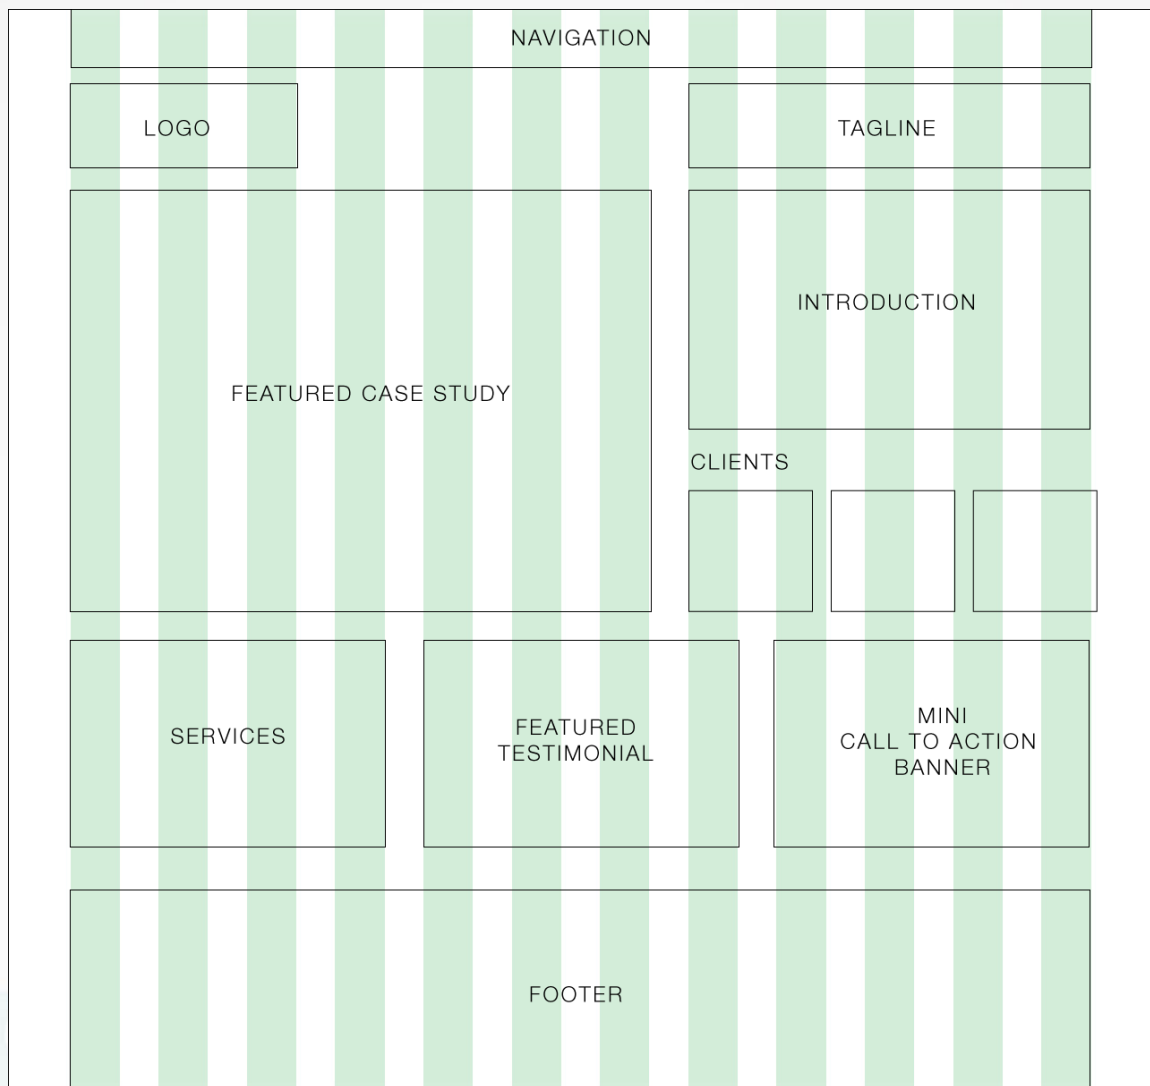 NAVIGATION
LOGO
TAGLINE
INTRODUCTION
FEATURED CASE STUDY
CLIENTS
SERVICES
FEATURED
TESTIMONIAL
MINI
CALL TO ACTION
BANNER
FOOTER